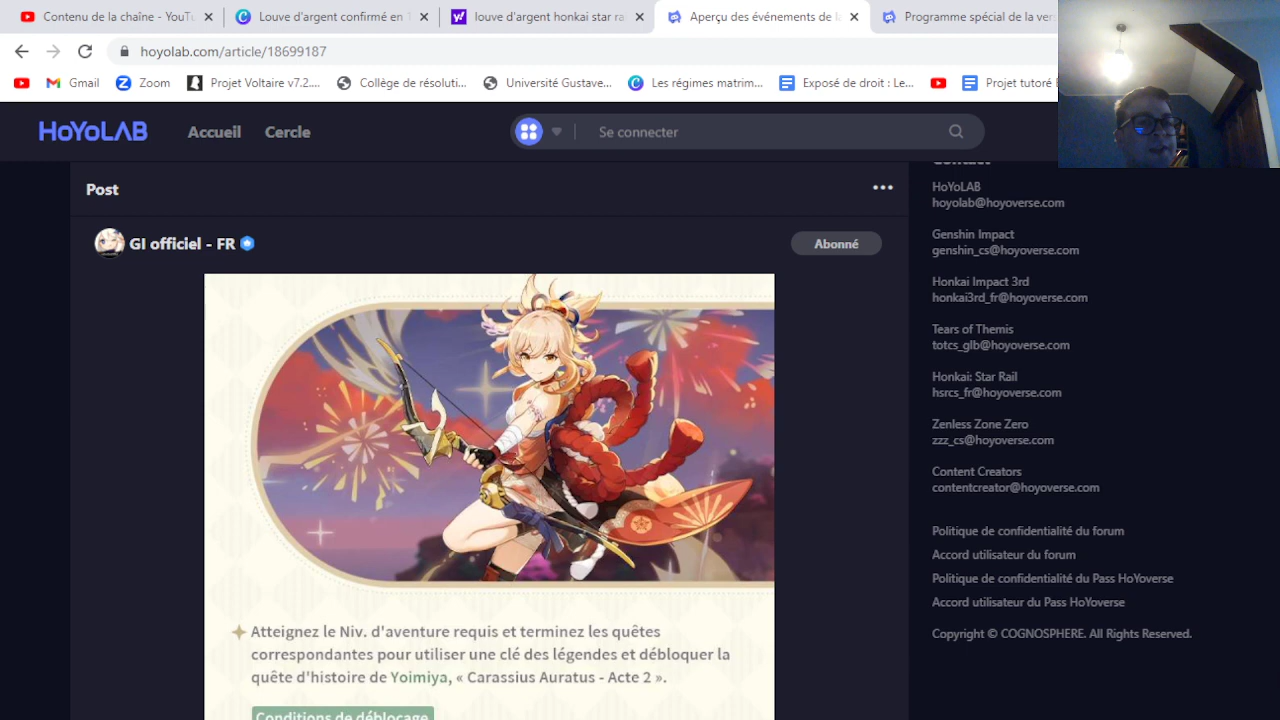 Contenu de la chaîne - YouTu
Louve d'argent confirmé en 1
louve d'argent honkai star ra
Aperçu des événements de la
Programme spécial de la vers
hoyolab.com/article/18699187
Gmail
Zoom
Projet Voltaire v7.2....
Collège de résoluti...
Université Gustave...
Les régimes matrim...
Exposé de droit : Le...
Projet tutoré
HoYoLAB
Accueil
Cercle
Se connecter
Post
GI officiel - FR
Abonné
Atteignez le Niv. d'aventure requis et terminez les quêtes
correspondantes pour utiliser une clé des légendes et débloquer la
quête d'histoire de Yoimiya, « Carassius Auratus - Acte 2 ».
Conditions de déblocage
Contact
HoYoLAB
hoyolab@hoyoverse.com
Genshin Impact
genshin_cs@hoyoverse.com
Honkai Impact 3rd
honkai3rd_fr@hoyoverse.com
Tears of Themis
totcs_glb@hoyoverse.com
Honkai: Star Rail
hsrcs_fr@hoyoverse.com
Zenless Zone Zero
zzz_cs@hoyoverse.com
Content Creators
contentcreator@hoyoverse.com
Politique de confidentialité du forum
Accord utilisateur du forum
Politique de confidentialité du Pass HoYoverse
Accord utilisateur du Pass HoYoverse
Copyright © COGNOSPHERE. All Rights Reserved.